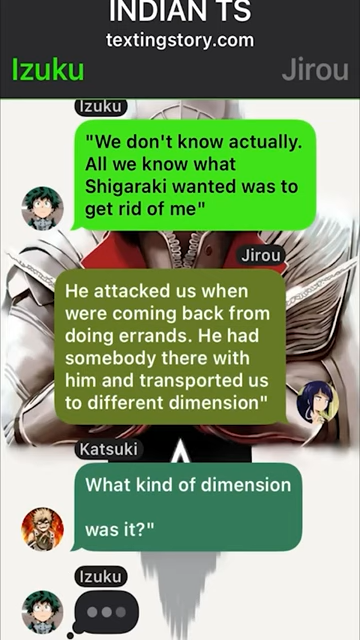 INDIAN TS
textingstory.com
Izuku
Jirou
Izuku
"We don't know actually.
All we know what
Shigaraki wanted was to
get rid of me"
Jirou
He attacked us when
were coming back from
doing errands. He had
somebody there with
him and transported us
to different dimension"
Katsuki
What kind of dimension
was it?"
Izuku